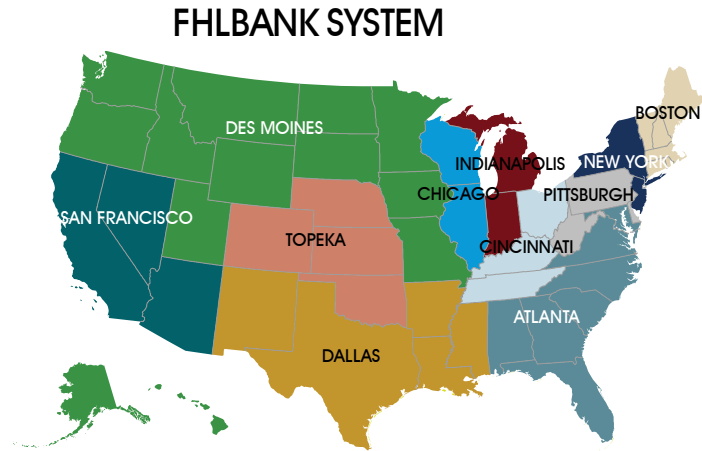 FHLBANK SYSTEM
BOSTON
DES MOINES
INDIANAPOLIS
NEW YORK
CHICAGO
PITTSBURGH
SAN FRANCISCO
TOPEKA
CINCINNATI
ATLANTA
DALLAS